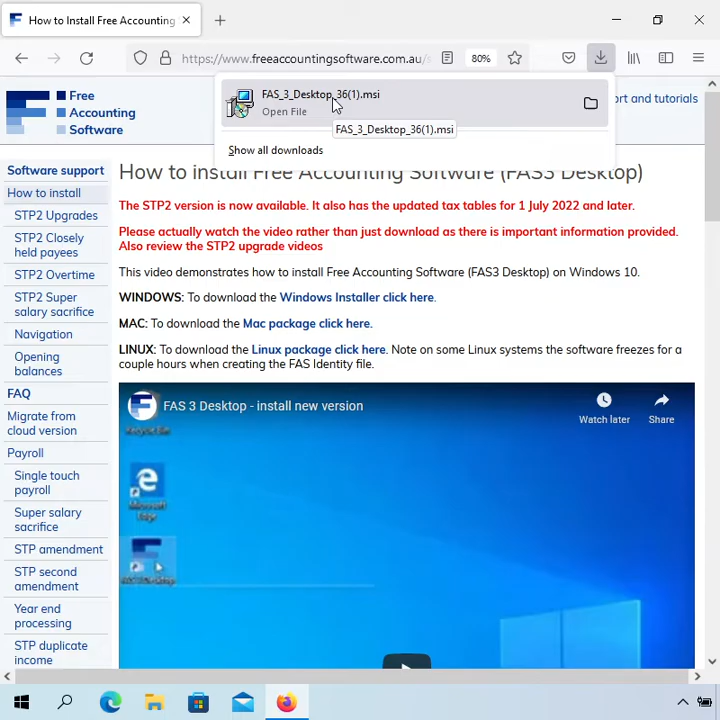 How to Install Free Accounting
https://www.freeaccountingsoftware.com.au/s
80%
FAS_3_Desktop_36(1).msi
Open File
FAS_3_Desktop_36(1).msi
Show all downloads
Free
Accounting
Software
ort and tutorials
Software support
How to install
STP2 Upgrades
STP2 Closely
held payees
STP2 Overtime
STP2 Super
salary sacrifice
Navigation
Opening
balances
FAQ
Migrate from
cloud version
Payroll
Single touch
payroll
Super salary
sacrifice
STP amendment
STP second
amendment
Year end
processing
STP duplicate
income
How to install Free Accounting Software (FAS3 Desktop)
The STP2 version is now available. It also has the updated tax tables for 1 July 2022 and later.
Please actually watch the video rather than just download as there is important information provided.
Also review the STP2 upgrade videos
This video demonstrates how to install Free Accounting Software (FAS3 Desktop) on Windows 10.
WINDOWS: To download the Windows Installer click here.
MAC: To download the Mac package click here.
LINUX: To download the Linux package click here. Note on some Linux systems the software freezes for a
couple hours when creating the FAS Identity file.
FAS 3 Desktop - install new version
Watch later
Share
Recycle Bin
Microsoft
Edge